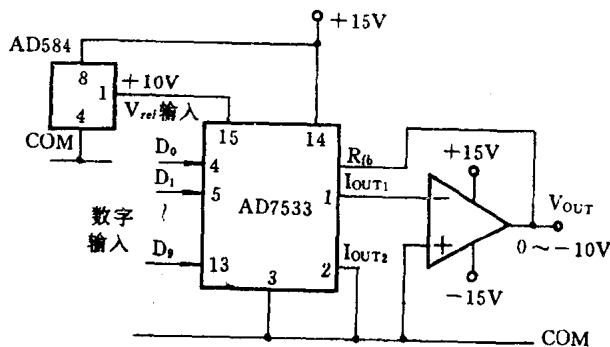 +15V
AD584
8
1
4
+10V
V_ref 输入
COM
15
14
D₀
4
D₁
5
~
数字
输入
D₉
13
AD7533
3
R_fb
I_OUT1
1
I_OUT2
2
+15V
−
+
−15V
V_OUT
0～−10V
COM